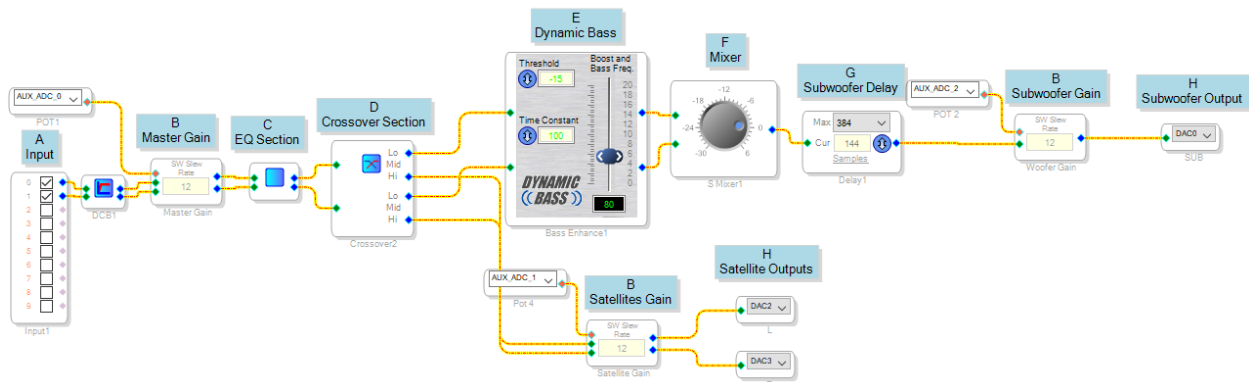 AUX_ADC_0
POT1
A
Input
0
1
2
3
4
5
6
7
8
9
Input1
DCB1
B
Master Gain
SW Slew
Rate
12
Master Gain
C
EQ Section
D
Crossover Section
Lo
Mid
Hi
Lo
Mid
Hi
Crossover2
E
Dynamic Bass
Threshold
-15
Time Constant
100
Boost and
Bass Freq.
20
18
16
14
12
10
8
6
4
2
0
DYNAMIC
BASS
80
Bass Enhance1
F
Mixer
-12
-18
-6
-24
0
-30
6
S Mixer1
G
Subwoofer Delay
Max 384
Cur 144
Samples
Delay1
AUX_ADC_2
POT 2
B
Subwoofer Gain
SW Slew
Rate
12
Woofer Gain
H
Subwoofer Output
DAC0
SUB
AUX_ADC_1
Pot 4
B
Satellites Gain
SW Slew
Rate
12
Satellite Gain
H
Satellite Outputs
DAC2
L
DAC3